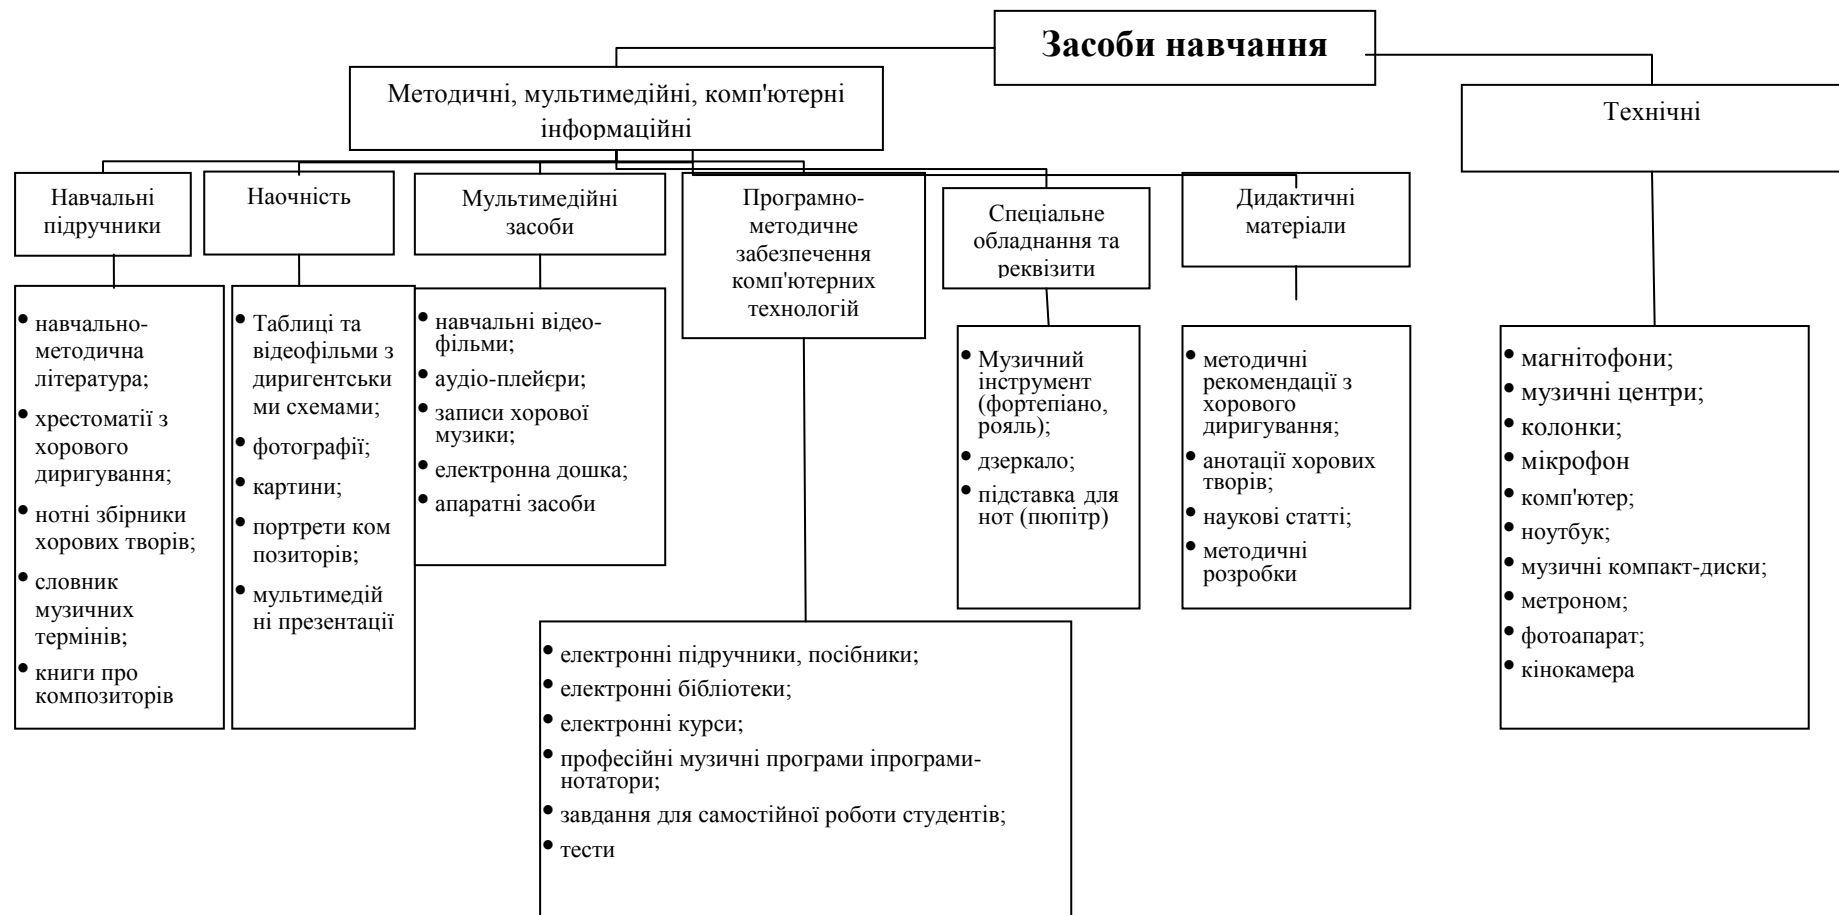 Засоби навчання
Методичні, мультимедійні, комп'ютерні
інформаційні
Технічні
Навчальні
підручники
Наочність
Мультимедійні
засоби
Програмно-
методичне
забезпечення
комп'ютерних
технологій
Спеціальне
обладнання та
реквізити
Дидактичні
матеріали
• навчально-
методична
література;
• хрестоматії з
хорового
диригування;
• нотні збірники
хорових творів;
• словник
музичних
термінів;
• книги про
композиторів
• Таблиці та
відеофільми з
диригентськи
ми схемами;
• фотографії;
• картини;
• портрети ком
позиторів;
• мультимедій
ні презентації
• навчальні відео-
фільми;
• аудіо-плейєри;
• записи хорової
музики;
• електронна дошка;
• апаратні засоби
• електронні підручники, посібники;
• електронні бібліотеки;
• електронні курси;
• професійні музичні програми іпрограми-
нотатори;
• завдання для самостійної роботи студентів;
• тести
• Музичний
інструмент
(фортепіано,
рояль);
• дзеркало;
• підставка для
нот (пюпітр)
• методичні
рекомендації з
хорового
диригування;
• анотації хорових
творів;
• наукові статті;
• методичні
розробки
• магнітофони;
• музичні центри;
• колонки;
• мікрофон
• комп'ютер;
• ноутбук;
• музичні компакт-диски;
• метроном;
• фотоапарат;
• кінокамера